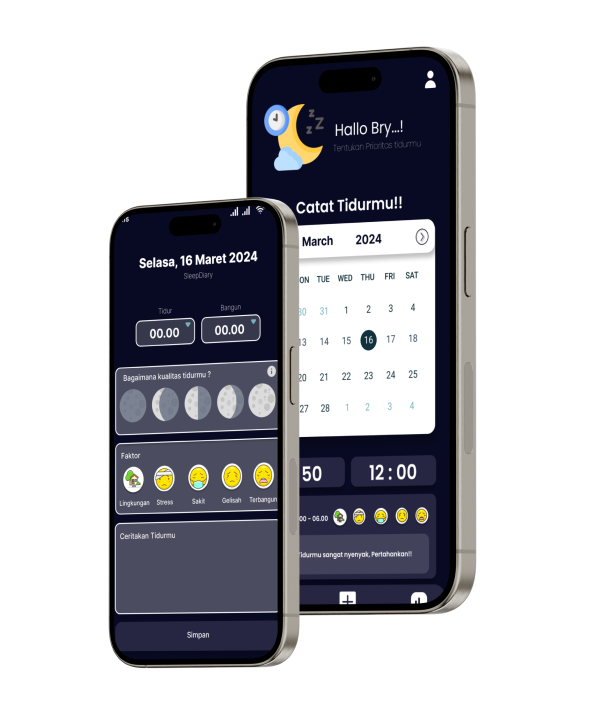 Hallo Bry...!
Tentukan Prioritas tidurmu
Catat Tidurmu!!
March 2024
TUE WED THU FRI SAT
31 1 2 3 4
13 14 15 16 17 18
20 21 22 23 24 25
27 28 1 2 3 4
50 12 : 00
00 - 06.00
Tidurmu sangat nyenyak, Pertahankan!!
Selasa, 16 Maret 2024
SleepDiary
Tidur Bangun
00.00 00.00
Bagaimana kualitas tidurmu ?
Faktor
Lingkungan Stress Sakit Gelisah Terbangun
Ceritakan Tidurmu
Simpan